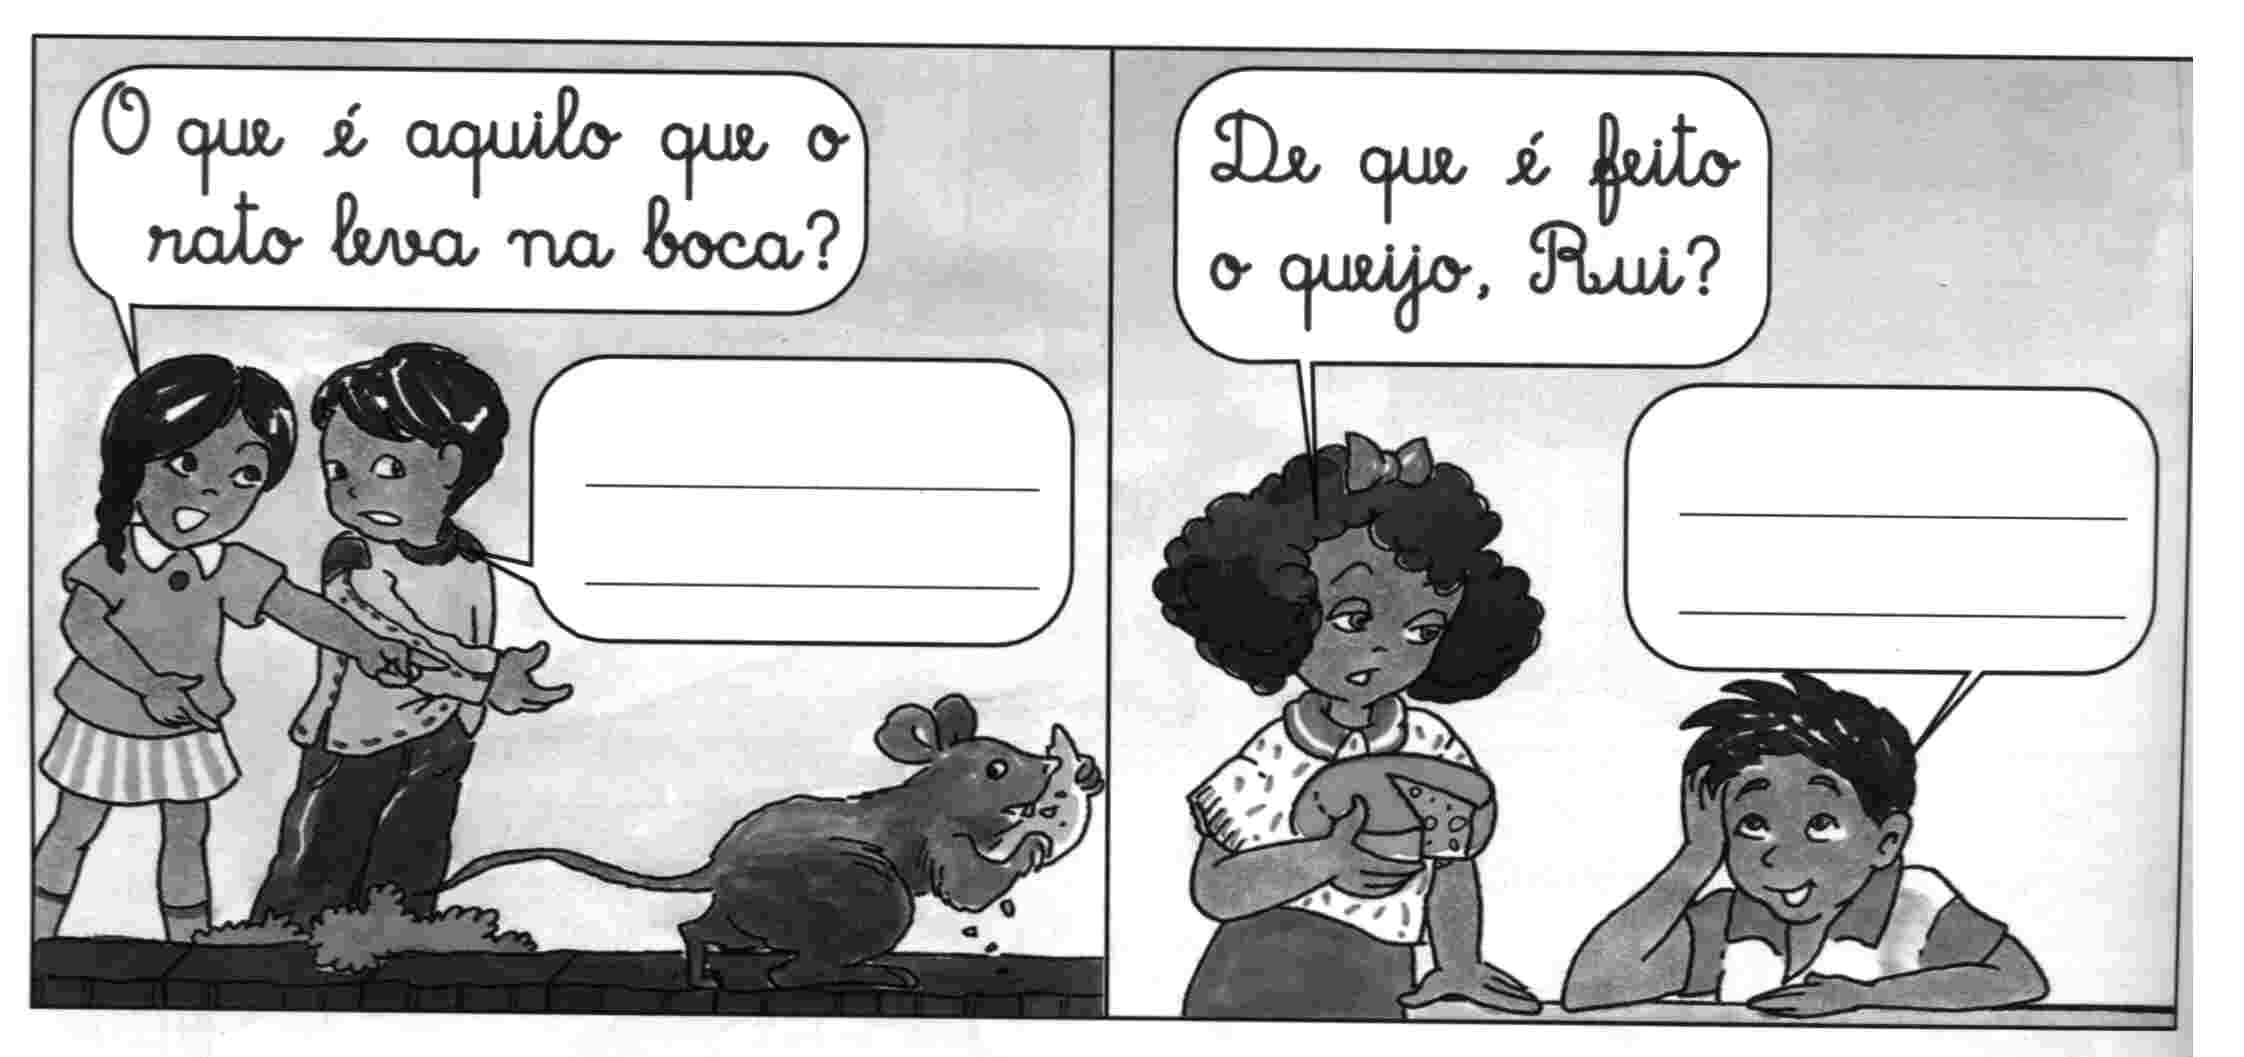 O que é aquilo que o
rato leva na boca?
De que é feito
o queijo, Rui?